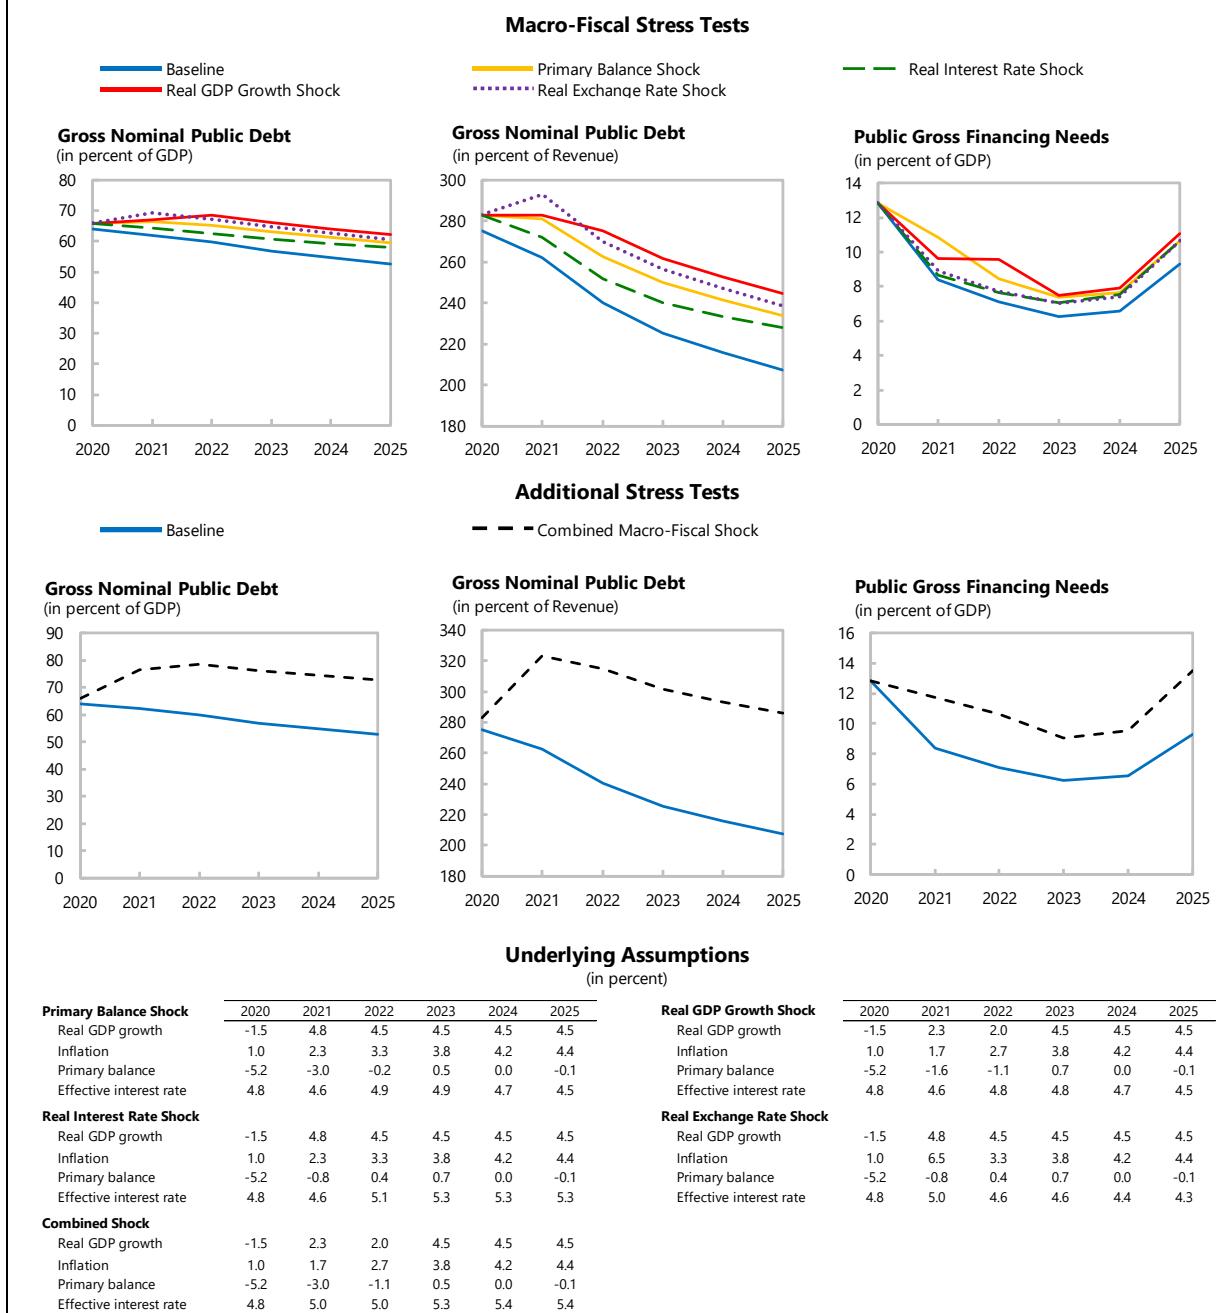 Macro-Fiscal Stress Tests
Baseline
Primary Balance Shock
Real Interest Rate Shock
Real GDP Growth Shock
Real Exchange Rate Shock
Gross Nominal Public Debt
(in percent of GDP)
80
70
60
50
40
30
20
10
0
2020 2021 2022 2023 2024 2025
Gross Nominal Public Debt
(in percent of Revenue)
300
280
260
240
220
200
180
2020 2021 2022 2023 2024 2025
Public Gross Financing Needs
(in percent of GDP)
14
12
10
8
6
4
2
0
2020 2021 2022 2023 2024 2025
Additional Stress Tests
Baseline
Combined Macro-Fiscal Shock
Gross Nominal Public Debt
(in percent of GDP)
90
80
70
60
50
40
30
20
10
0
2020 2021 2022 2023 2024 2025
Gross Nominal Public Debt
(in percent of Revenue)
340
320
300
280
260
240
220
200
180
2020 2021 2022 2023 2024 2025
Public Gross Financing Needs
(in percent of GDP)
16
14
12
10
8
6
4
2
0
2020 2021 2022 2023 2024 2025
Underlying Assumptions
(in percent)
Primary Balance Shock 2020 2021 2022 2023 2024 2025
Real GDP growth -1.5 4.8 4.5 4.5 4.5 4.5
Inflation 1.0 2.3 3.3 3.8 4.2 4.4
Primary balance -5.2 -3.0 -0.2 0.5 0.0 -0.1
Effective interest rate 4.8 4.6 4.9 4.9 4.7 4.5
Real Interest Rate Shock
Real GDP growth -1.5 4.8 4.5 4.5 4.5 4.5
Inflation 1.0 2.3 3.3 3.8 4.2 4.4
Primary balance -5.2 -0.8 0.4 0.7 0.0 -0.1
Effective interest rate 4.8 4.6 5.1 5.3 5.3 5.3
Combined Shock
Real GDP growth -1.5 2.3 2.0 4.5 4.5 4.5
Inflation 1.0 1.7 2.7 3.8 4.2 4.4
Primary balance -5.2 -3.0 -1.1 0.5 0.0 -0.1
Effective interest rate 4.8 5.0 5.0 5.3 5.4 5.4
Real GDP Growth Shock 2020 2021 2022 2023 2024 2025
Real GDP growth -1.5 2.3 2.0 4.5 4.5 4.5
Inflation 1.0 1.7 2.7 3.8 4.2 4.4
Primary balance -5.2 -1.6 -1.1 0.7 0.0 -0.1
Effective interest rate 4.8 4.6 4.8 4.8 4.7 4.5
Real Exchange Rate Shock
Real GDP growth -1.5 4.8 4.5 4.5 4.5 4.5
Inflation 1.0 6.5 3.3 3.8 4.2 4.4
Primary balance -5.2 -0.8 0.4 0.7 0.0 -0.1
Effective interest rate 4.8 5.0 4.6 4.6 4.4 4.3